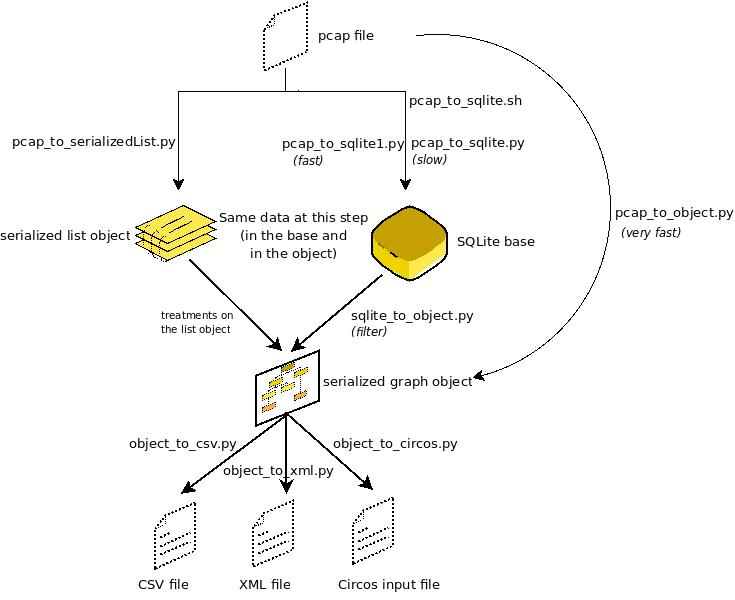 pcap file
pcap_to_sqlite.sh
pcap_to_serializedList.py
pcap_to_sqlite1.py
(fast)
pcap_to_sqlite.py
(slow)
pcap_to_object.py
(very fast)
serialized list object
Same data at this step
(in the base and
in the object)
SQLite base
treatments on
the list object
sqlite_to_object.py
(filter)
serialized graph object
object_to_csv.py
object_to_xml.py
object_to_circos.py
CSV file
XML file
Circos input file